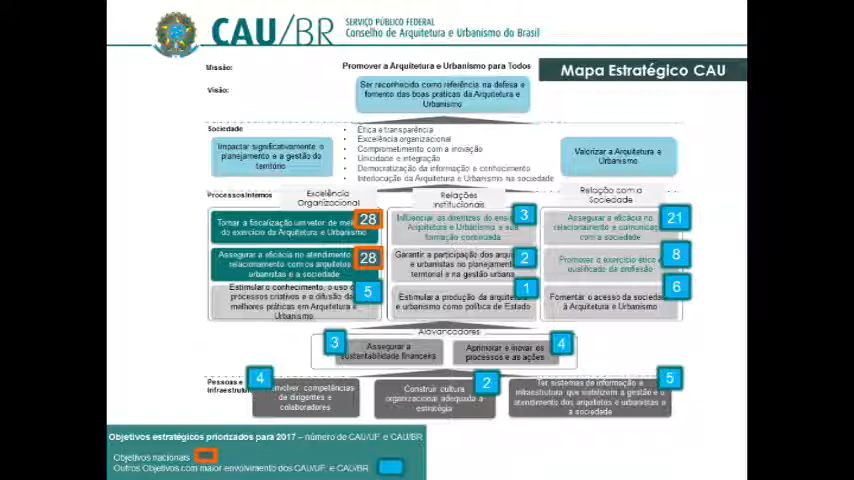 CAU/BR
SERVIÇO PÚBLICO FEDERAL
Conselho de Arquitetura e Urbanismo do Brasil
Mapa Estratégico CAU
Missão:
Promover a Arquitetura e Urbanismo para Todos
Visão:
Ser reconhecido como referência na defesa e
fomento das boas práticas da Arquitetura e
Urbanismo
Sociedade
Impactar significativamente o
planejamento e a gestão do
território
• Ética e transparência
• Excelência organizacional
• Comprometimento com a inovação
• Unicidade e integração
• Democratização da informação e conhecimento
• Interlocução da Arquitetura e Urbanismo na sociedade
Valorizar a Arquitetura e
Urbanismo
Processos Internos
Excelência
Organizacional
Relações
Institucionais
Relação com a
Sociedade
Tornar a fiscalização um vetor de
do exercício da Arquitetura e Urbanismo
28
Influenciar as diretrizes do
Arquitetura e Urbanismo e sua
formação continuada
3
Assegurar a eficácia no
relacionamento e
com a sociedade
21
Assegurar a eficácia no atendimento
relacionamento com os arquitetos
urbanistas e a sociedade
28
Garantir a participação dos
e urbanistas no
territorial e na gestão urbana
2
Promover o exercício ético
qualificado da profissão
8
Estimular o conhecimento, o uso
processos criativos e a difusão
melhores práticas em Arquitetura e
Urbanismo
5
Estimular a produção da
e urbanismo como política de Estado
1
Fomentar o acesso da
à Arquitetura e Urbanismo
6
Alavancadores
3
Assegurar a
sustentabilidade financeira
Aprimorar e inovar os
processos e as ações
4
Pessoas e
4
competências
de dirigentes e
colaboradores
Construir cultura
organizacional adequada à
estratégia
2
Ter sistemas de informação e
infraestrutura que viabilizem a gestão e o
atendimento dos arquitetos e urbanistas e
a sociedade
5
Objetivos estratégicos priorizados para 2017 – número de CAU/UF e CAU/BR
Objetivos nacionais
Outros Objetivos com maior envolvimento dos CAU/UF e CAU/BR